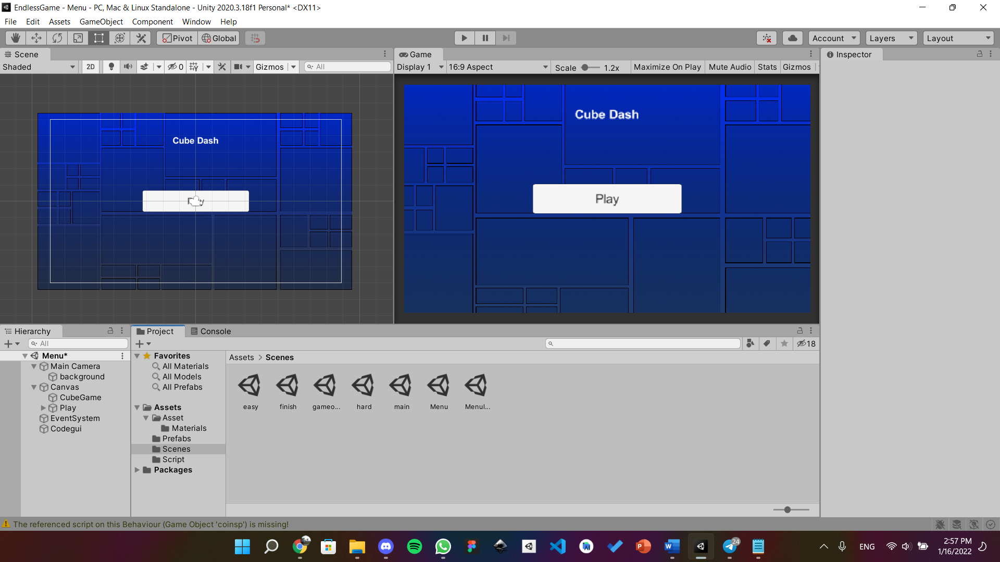 EndlessGame - Menu - PC, Mac & Linux Standalone - Unity 2020.3.18f1 Personal* <DX11>
File Edit Assets GameObject Component Window Help
Pivot Global Account Layers Layout
Scene Game Inspector
Shaded 2D 0 Gizmos All Display 1 16:9 Aspect Scale 1.2x Maximize On Play Mute Audio Stats Gizmos
Cube Dash
Cube Dash
Play
Hierarchy Project Console
All 18
Menu* Favorites Assets > Scenes
Main Camera All Materials
background All Models
Canvas All Prefabs
CubeGame
Play Assets easy finish gameo... hard main Menu Menul...
EventSystem Asset
Codegui Materials
Prefabs
Scenes
Script
Packages
The referenced script on this Behaviour (Game Object 'coinsp') is missing!
24
ENG 2:57 PM
1/16/2022